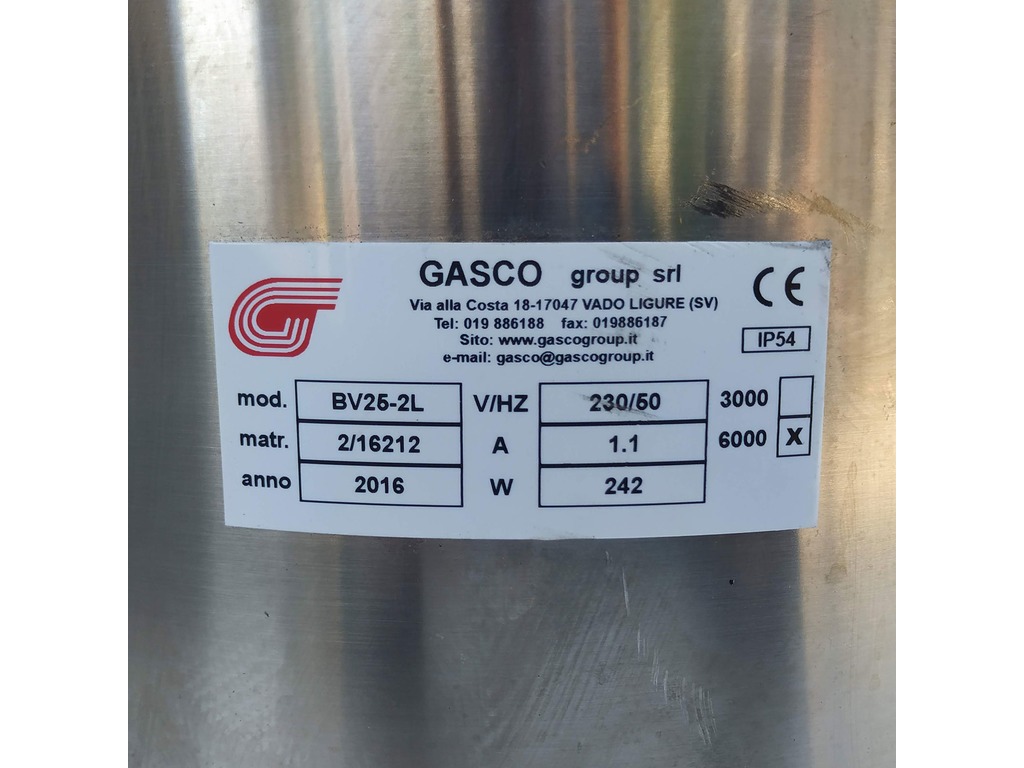 GASCO group srl
Via alla Costa 18-17047 VADO LIGURE (SV)
Tel: 019 886188 fax: 019886187
Sito: www.gascogroup.it
e-mail: gasco@gascogroup.it
CE
IP54
mod. BV25-2L V/HZ 230/50 3000
matr. 2/16212 A 1.1 6000 X
anno 2016 W 242